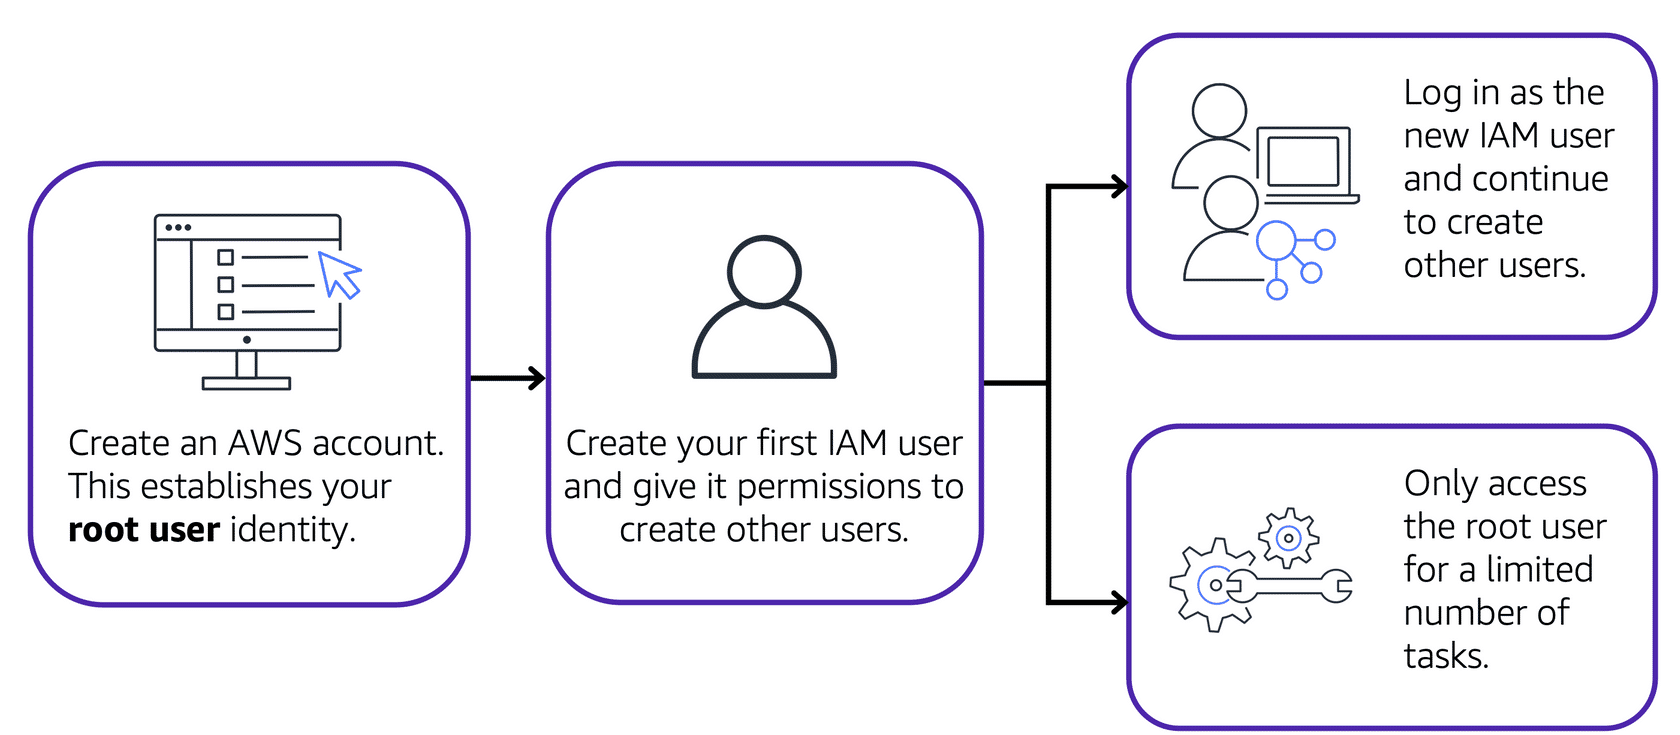 Create an AWS account.
This establishes your
root user identity.
Create your first IAM user
and give it permissions to
create other users.
Log in as the
new IAM user
and continue
to create
other users.
Only access
the root user
for a limited
number of
tasks.